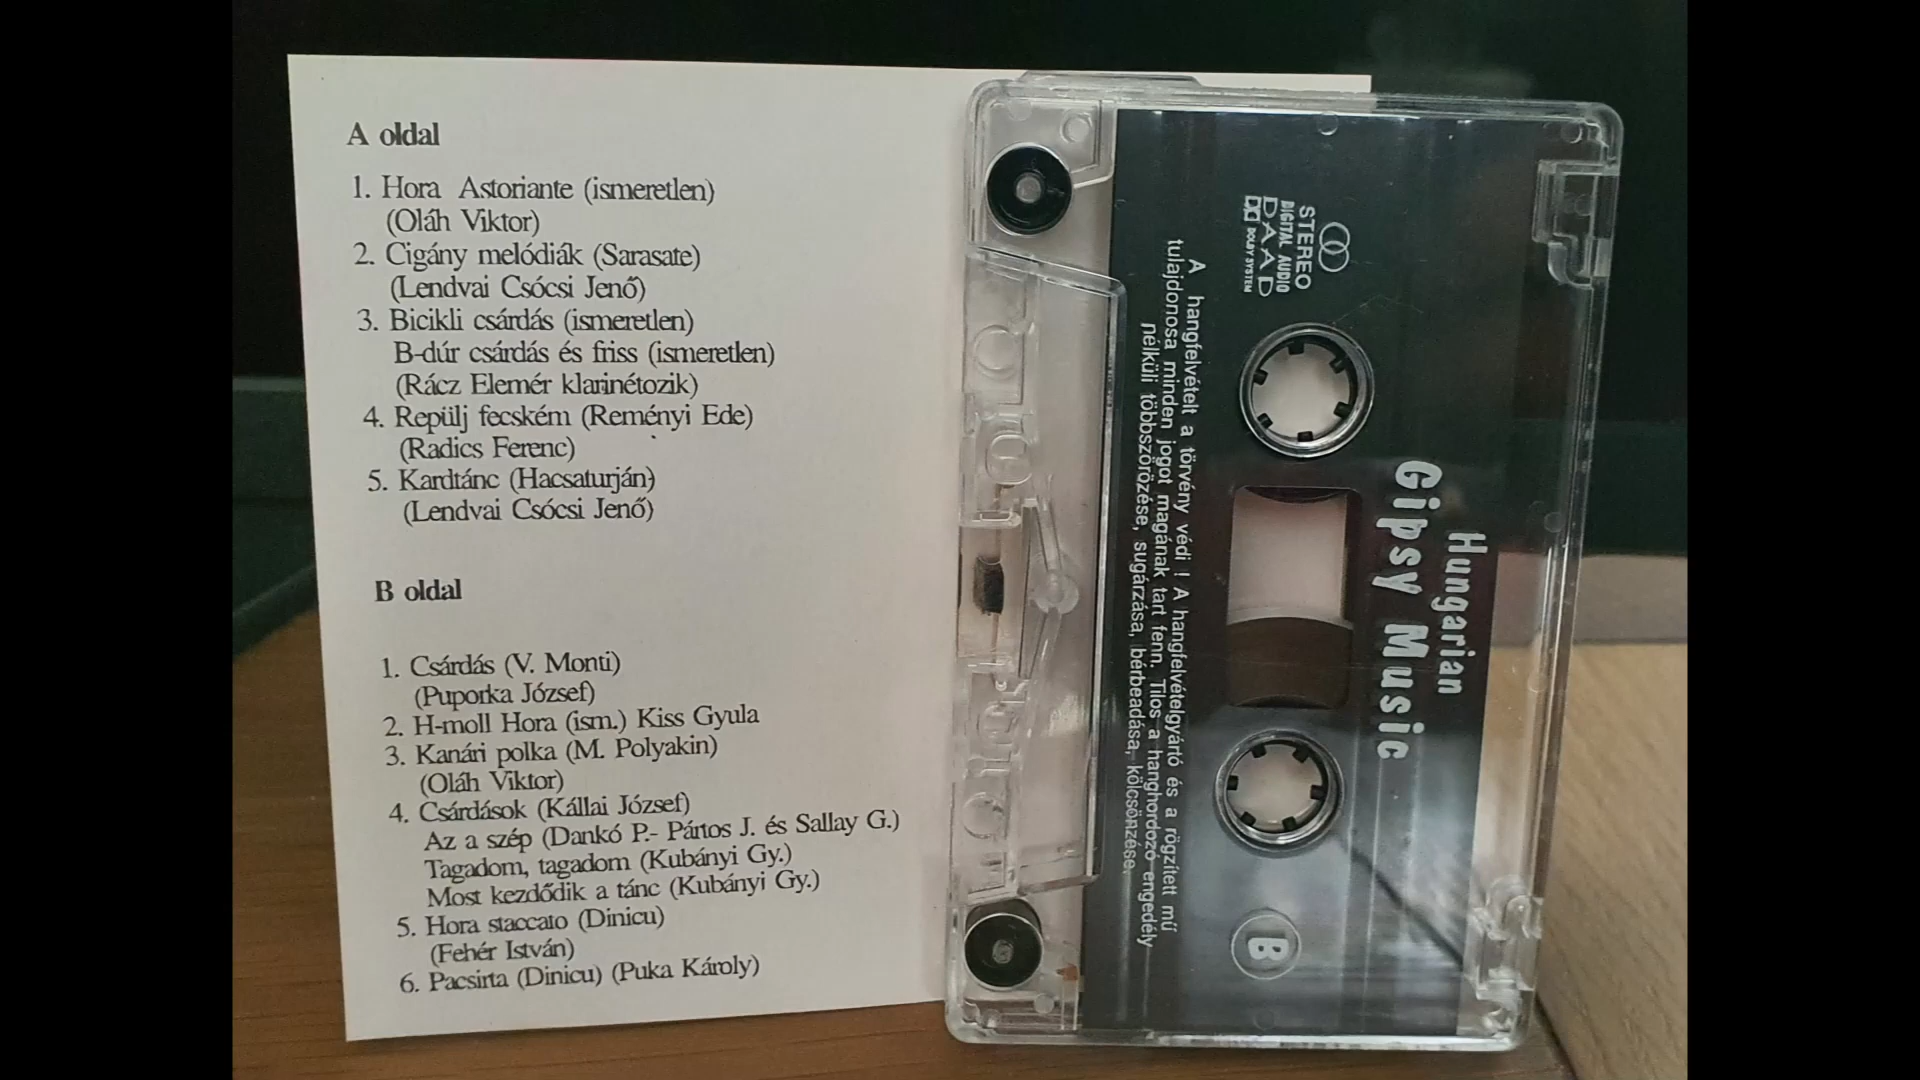 A oldal
1. Hora Astoriante (ismeretlen)
(Oláh Viktor)
2. Cigány melódiák (Sarasate)
(Lendvai Csócsi Jenő)
3. Bicikli csárdás (ismeretlen)
B-dúr csárdás és friss (ismeretlen)
(Rácz Elemér klarinétozik)
4. Repülj fecském (Reményi Ede)
(Radics Ferenc)
5. Kardtánc (Hacsaturján)
(Lendvai Csócsi Jenő)
B oldal
1. Csárdás (V. Monti)
(Puporka József)
2. H-moll Hora (ism.) Kiss Gyula
3. Kanári polka (M. Polyakin)
(Oláh Viktor)
4. Csárdások (Kállai József)
Az a szép (Dankó P.- Pártos J. és Sallay G.)
Tagadom, tagadom (Kubányi Gy.)
Most kezdődik a tánc (Kubányi Gy.)
5. Hora staccato (Dinicu)
(Fehér István)
6. Pacsirta (Dinicu) (Puka Károly)
Hungarian
Gipsy Music
STEREO
DIGITAL AUDIO
DAAD
DOLBY SYSTEM
A hangfelvételt a törvény védi ! A hangfelvételgyártó és a rögzített mű
tulajdonosa minden jogot magának tart fenn. Tilos a hanghordozó engedély
nélküli többszörözése, sugárzása, bérbeadása, kölcsönzése.
B